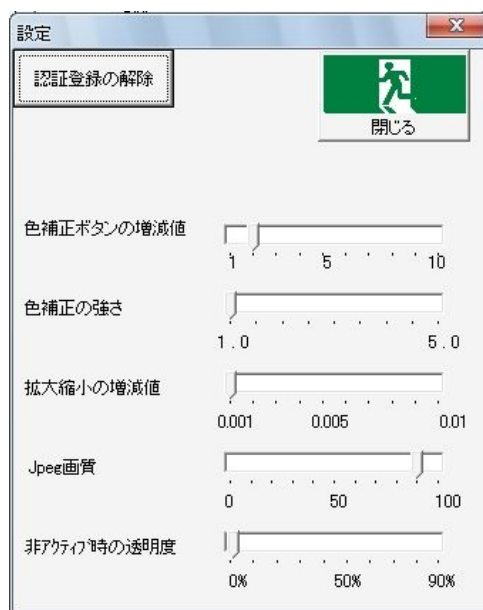 設定
認証登録の解除
閉じる
色補正ボタンの増減値
1 5 10
色補正の強さ
1.0 5.0
拡大縮小の増減値
0.001 0.005 0.01
Jpeg画質
0 50 100
非アクティブ時の透明度
0% 50% 90%